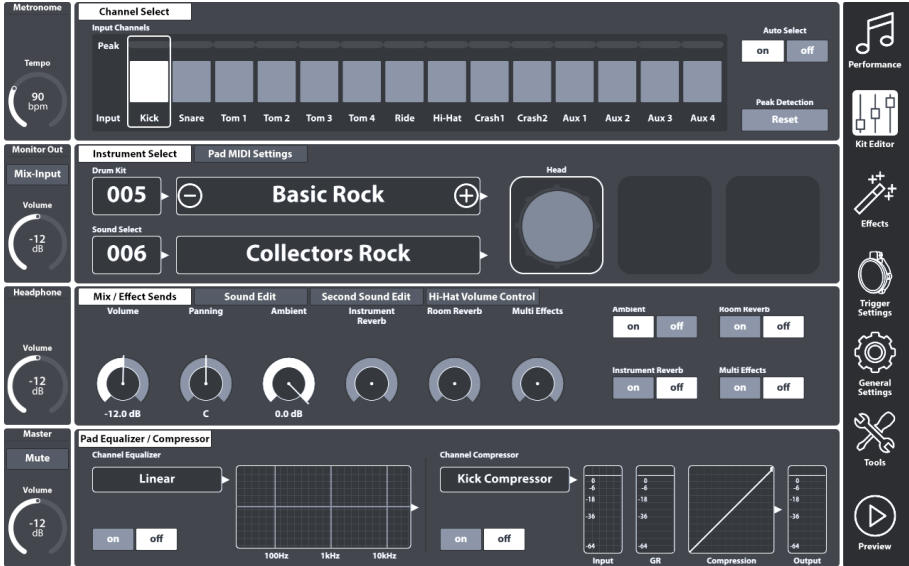 Metronome
Tempo
90
bpm
Monitor Out
Mix-Input
Volume
-12
dB
Headphone
Volume
-12
dB
Master
Mute
Volume
-12
dB
Channel Select
Input Channels
Peak
Input Kick Snare Tom 1 Tom 2 Tom 3 Tom 4 Ride Hi-Hat Crash1 Crash2 Aux 1 Aux 2 Aux 3 Aux 4
Auto Select
on off
Peak Detection
Reset
Instrument Select Pad MIDI Settings
Drum Kit
005 Basic Rock
Sound Select
006 Collectors Rock
Head
Mix / Effect Sends Sound Edit Second Sound Edit Hi-Hat Volume Control
Volume Panning Ambient Instrument Reverb Room Reverb Multi Effects
-12.0 dB C 0.0 dB
Ambient Room Reverb
on off on off
Instrument Reverb Multi Effects
on off on off
Pad Equalizer / Compressor
Channel Equalizer
Linear
on off
100Hz 1kHz 10kHz
Channel Compressor
Kick Compressor
on off
0 0 0
-6 -6 -6
-18 -18 -18
-36 -36 -36
-64 -64 -64
Input GR Compression Output
Performance
Kit Editor
Effects
Trigger
Settings
General
Settings
Tools
Preview